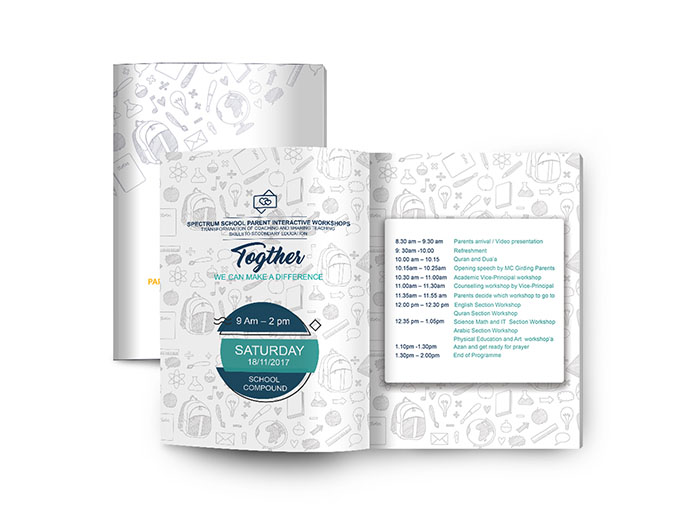 PAR
SPECTRUM SCHOOL PARENT INTERACTIVE WORKSHOPS
TRANSFORMATION OF COACHING AND SHARING TEACHING
SKILLS TO SECONDARY EDUCATION
Togther
WE CAN MAKE A DIFFERENCE
9 Am – 2 pm
SATURDAY
18/11/2017
SCHOOL
COMPOUND
8.30 am – 9.30 am Parents arrival / Video presentation
9. 30am -10.00 Refreshment
10.00 am – 10.15 Quran and Dua'a
10.15am – 10.25am Opening speech by MC Girding Parents
10.30 am – 11.00am Academic Vice-Principal workshop
11.00am – 11.30am Counselling workshop by Vice-Principal
11.35am – 11.55 am Parents decide which workshop to go to
12:00 pm – 12:30 pm English Section Workshop
Quran Section Workshop
12:35 pm – 1.05pm Science Math and IT Section Workshop
Arabic Section Workshop
Physical Education and Art workshop'a
1.10pm -1.30pm Azan and get ready for prayer
1.30pm – 2.00pm End of Programme